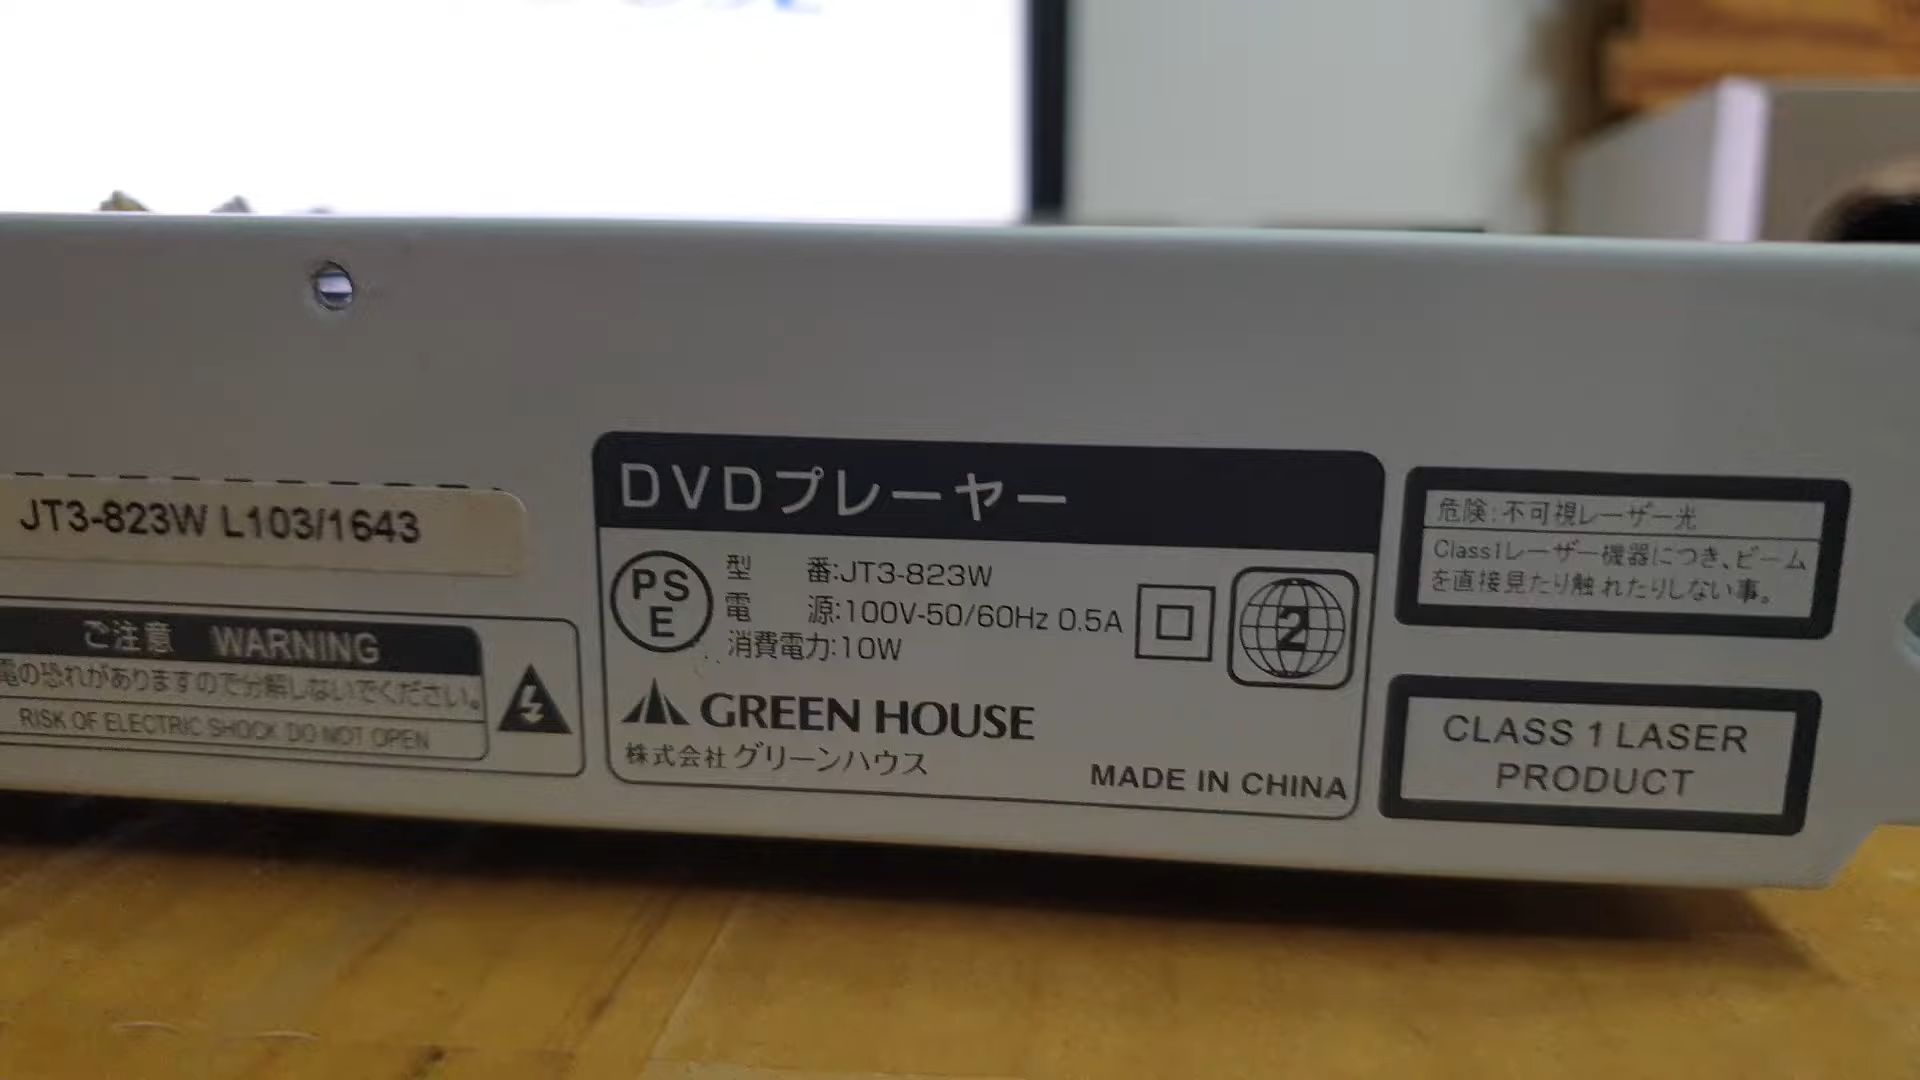 JT3-823W L103/1643
ご注意 WARNING
電の恐れがありますので分解しないでください。
RISK OF ELECTRIC SHOCK DO NOT OPEN
DVDプレーヤー
PSE
型 番:JT3-823W
電 源:100V-50/60Hz 0.5A
消費電力:10W
2
GREEN HOUSE
株式会社グリーンハウス
MADE IN CHINA
危険:不可視レーザー光
Class1レーザー機器につき、ビーム
を直接見たり触れたりしない事。
CLASS 1 LASER
PRODUCT